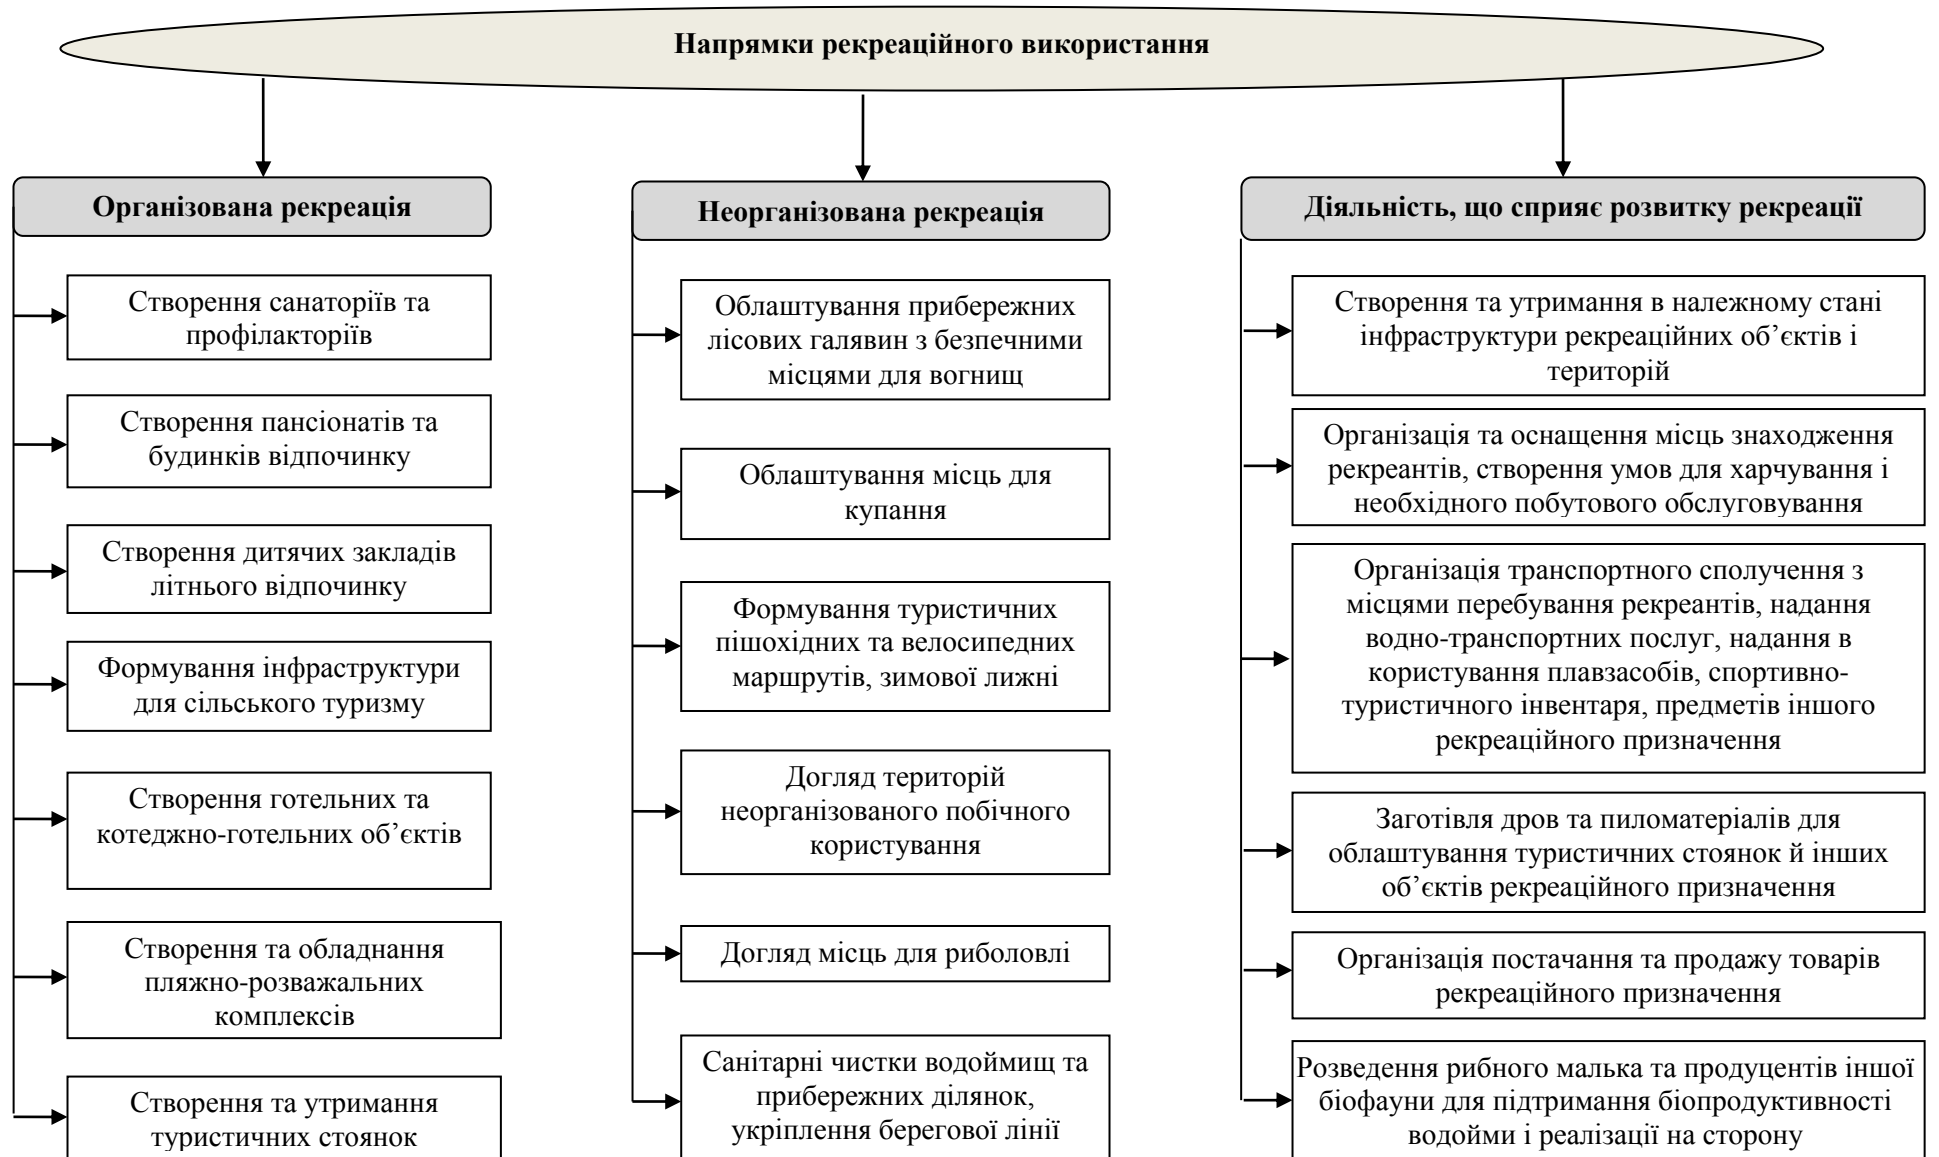 Напрямки рекреаційного використання
Організована рекреація
Створення санаторіїв та
профілакторіїв
Створення пансіонатів та
будинків відпочинку
Створення дитячих закладів
літнього відпочинку
Формування інфраструктури
для сільського туризму
Створення готельних та
котеджно-готельних об’єктів
Створення та обладнання
пляжно-розважальних
комплексів
Створення та утримання
туристичних стоянок
Неорганізована рекреація
Облаштування прибережних
лісових галявин з безпечними
місцями для вогнищ
Облаштування місць для
купання
Формування туристичних
пішохідних та велосипедних
маршрутів, зимової лижні
Догляд територій
неорганізованого побічного
користування
Догляд місць для риболовлі
Санітарні чистки водоймищ та
прибережних ділянок,
укріплення берегової лінії
Діяльність, що сприяє розвитку рекреації
Створення та утримання в належному стані
інфраструктури рекреаційних об’єктів і
територій
Організація та оснащення місць знаходження
рекреантів, створення умов для харчування і
необхідного побутового обслуговування
Організація транспортного сполучення з
місцями перебування рекреантів, надання
водно-транспортних послуг, надання в
користування плавзасобів, спортивно-
туристичного інвентаря, предметів іншого
рекреаційного призначення
Заготівля дров та пиломатеріалів для
облаштування туристичних стоянок й інших
об’єктів рекреаційного призначення
Організація постачання та продажу товарів
рекреаційного призначення
Розведення рибного малька та продуцентів іншої
біофауни для підтримання біопродуктивності
водойми і реалізації на сторону